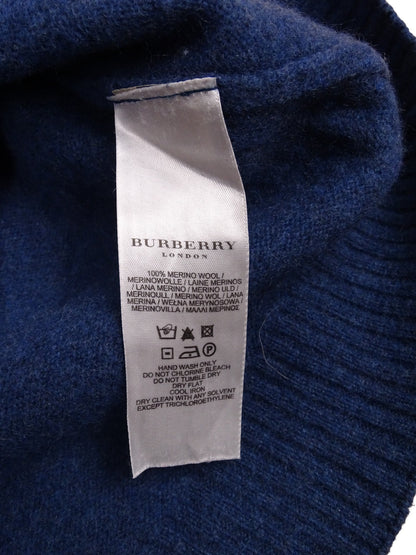 BURBERRY
LONDON
100% MERINO WOOL /
MERINOWOLLE / LAINE MERINOS
/ LANA MERINO / MERINO ULD /
MERINOULL / MERINO WOL / LANA
MERINA / WEŁNA MERYNOSOWA /
MERINOVILLA / ΜΑΛΛΙ ΜΕΡΙΝΟΣ
P
HAND WASH ONLY
DO NOT CHLORINE BLEACH
DO NOT TUMBLE DRY
DRY FLAT
COOL IRON
DRY CLEAN WITH ANY SOLVENT
EXCEPT TRICHLOROETHYLENE